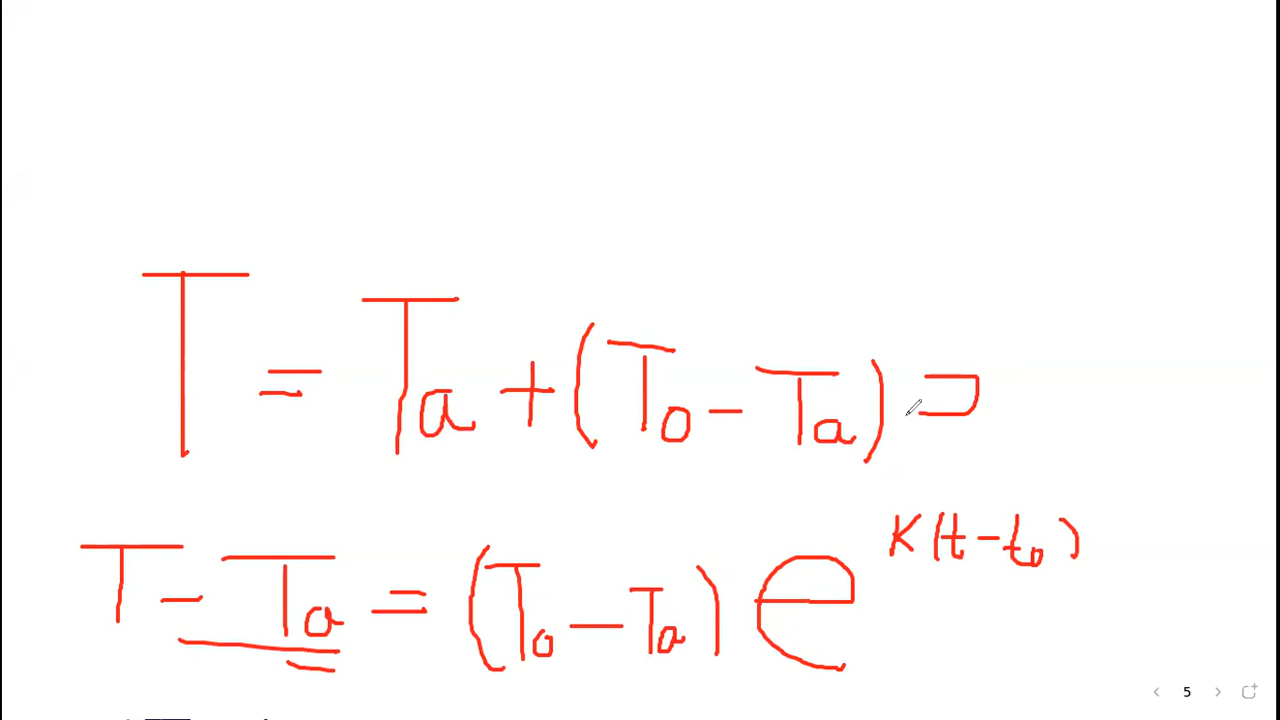 T = Ta + (To - Ta)
T - Ta = (To - Ta) e^K(t - to)
5